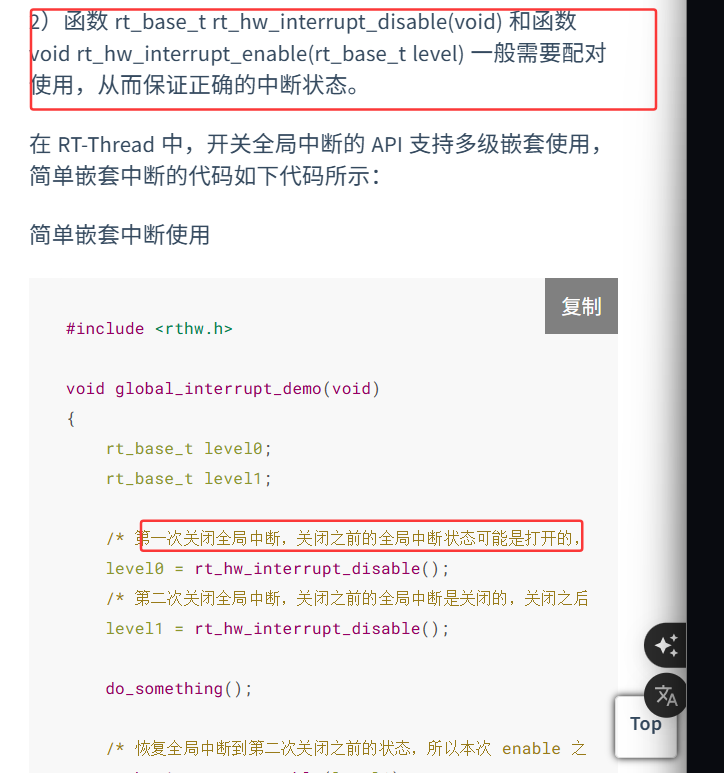 2）函数 rt_base_t rt_hw_interrupt_disable(void) 和函数
void rt_hw_interrupt_enable(rt_base_t level) 一般需要配对
使用，从而保证正确的中断状态。
在 RT-Thread 中，开关全局中断的 API 支持多级嵌套使用，
简单嵌套中断的代码如下代码所示：
简单嵌套中断使用
复制
#include <rthw.h>
void global_interrupt_demo(void)
{
    rt_base_t level0;
    rt_base_t level1;
    /* 第一次关闭全局中断，关闭之前的全局中断状态可能是打开的，
    level0 = rt_hw_interrupt_disable();
    /* 第二次关闭全局中断，关闭之前的全局中断是关闭的，关闭之后
    level1 = rt_hw_interrupt_disable();
    do_something();
    /* 恢复全局中断到第二次关闭之前的状态，所以本次 enable 之
Top